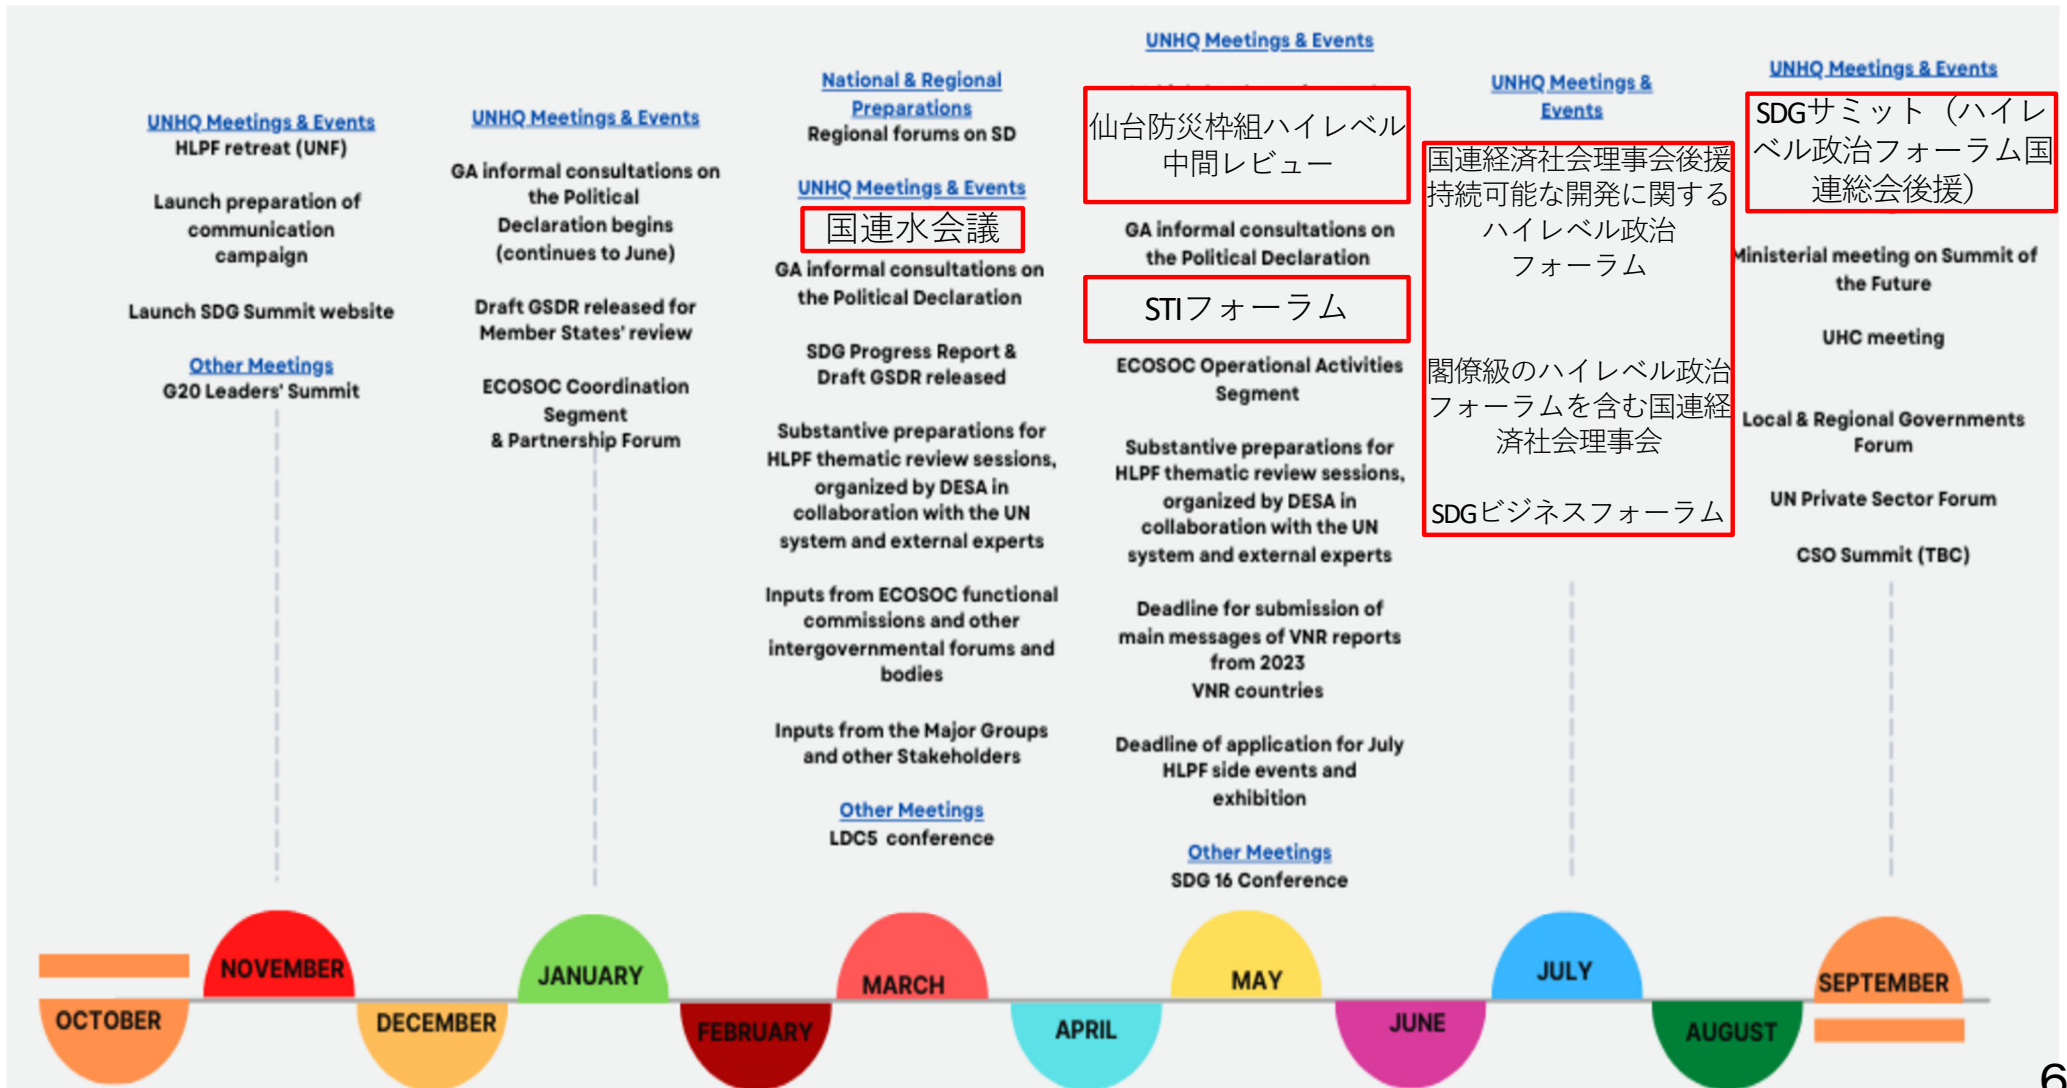 UNHQ Meetings & Events
HLPF retreat (UNF)
Launch preparation of
communication
campaign
Launch SDG Summit website
Other Meetings
G20 Leaders' Summit
UNHQ Meetings & Events
GA informal consultations on
the Political
Declaration begins
(continues to June)
Draft GSDR released for
Member States' review
ECOSOC Coordination
Segment
& Partnership Forum
National & Regional
Preparations
Regional forums on SD
UNHQ Meetings & Events
国連水会議
GA informal consultations on
the Political Declaration
SDG Progress Report &
Draft GSDR released
Substantive preparations for
HLPF thematic review sessions,
organized by DESA in
collaboration with the UN
system and external experts
Inputs from ECOSOC functional
commissions and other
intergovernmental forums and
bodies
Inputs from the Major Groups
and other Stakeholders
Other Meetings
LDC5 conference
UNHQ Meetings & Events
仙台防災枠組ハイレベル
中間レビュー
GA informal consultations on
the Political Declaration
STIフォーラム
ECOSOC Operational Activities
Segment
Substantive preparations for
HLPF thematic review sessions,
organized by DESA in
collaboration with the UN
system and external experts
Deadline for submission of
main messages of VNR reports
from 2023
VNR countries
Deadline of application for July
HLPF side events and
exhibition
Other Meetings
SDG 16 Conference
UNHQ Meetings &
Events
国連経済社会理事会後援
持続可能な開発に関する
ハイレベル政治
フォーラム
閣僚級のハイレベル政治
フォーラムを含む国連経
済社会理事会
SDGビジネスフォーラム
UNHQ Meetings & Events
SDGサミット（ハイレ
ベル政治フォーラム国
連総会後援）
Ministerial meeting on Summit of
the Future
UHC meeting
Local & Regional Governments
Forum
UN Private Sector Forum
CSO Summit (TBC)
OCTOBER
NOVEMBER
DECEMBER
JANUARY
FEBRUARY
MARCH
APRIL
MAY
JUNE
JULY
AUGUST
SEPTEMBER
6